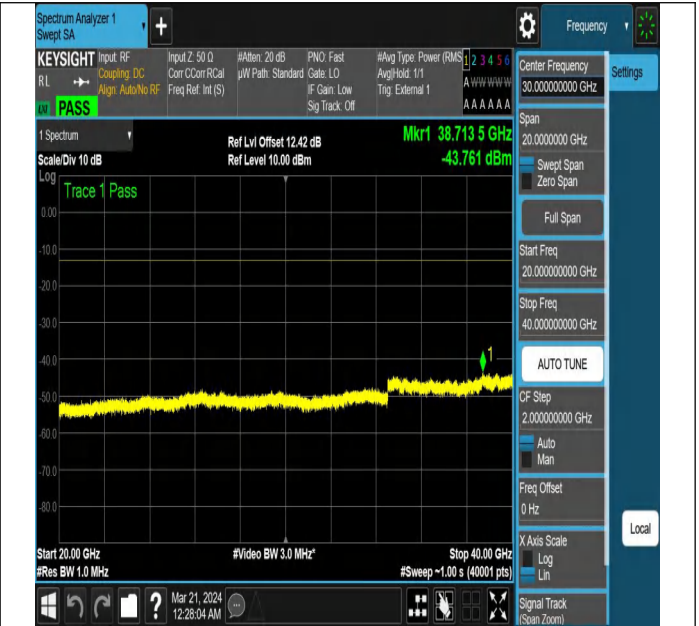 Spectrum Analyzer 1
Swept SA
+
Frequency
KEYSIGHT
RL
PASS
Input: RF
Coupling: DC
Align: Auto/No RF
Input Z: 50 Ω
Corr CCorr RCal
Freq Ref: Int (S)
#Atten: 20 dB
µW Path: Standard
PNO: Fast
Gate: LO
IF Gain: Low
Sig Track: Off
#Avg Type: Power (RMS
Avg|Hold: 1/1
Trig: External 1
1 2 3 4 5 6
A W W W W W
A A A A A A
1 Spectrum
Scale/Div 10 dB
Ref Lvl Offset 12.42 dB
Ref Level 10.00 dBm
Mkr1 38.713 5 GHz
-43.761 dBm
Log
Trace 1 Pass
0.00
-10.0
-20.0
-30.0
-40.0
-50.0
-60.0
-70.0
-80.0
1
Start 20.00 GHz
#Res BW 1.0 MHz
#Video BW 3.0 MHz*
Stop 40.00 GHz
#Sweep ~1.00 s (40001 pts)
Center Frequency
30.000000000 GHz
Settings
Span
20.0000000 GHz
Swept Span
Zero Span
Full Span
Start Freq
20.000000000 GHz
Stop Freq
40.000000000 GHz
AUTO TUNE
CF Step
2.000000000 GHz
Auto
Man
Freq Offset
0 Hz
X Axis Scale
Log
Lin
Local
Signal Track
(Span Zoom)
?
Mar 21, 2024
12:28:04 AM